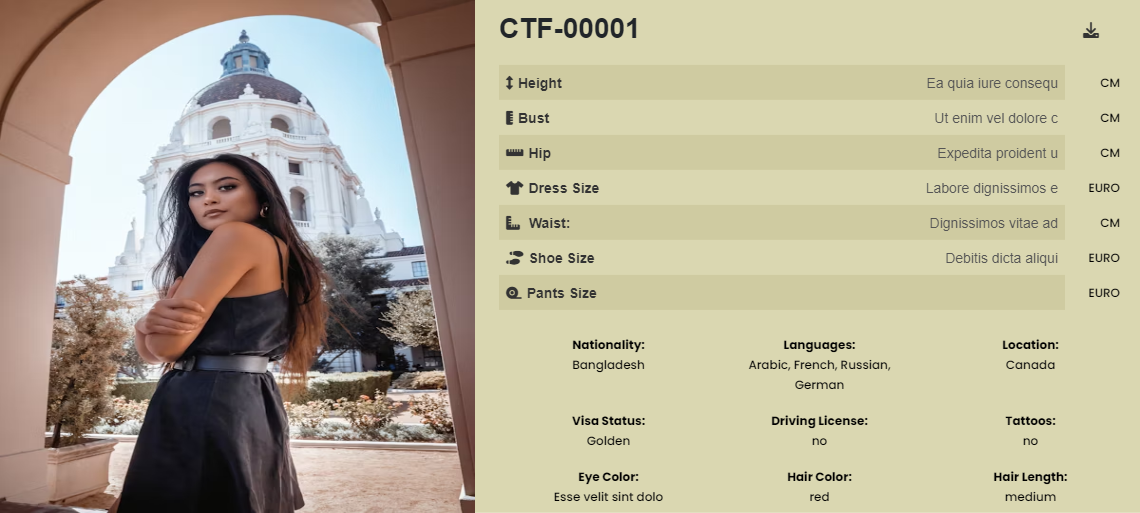 CTF-00001
Height Ea quia iure consequ CM
Bust Ut enim vel dolore c CM
Hip Expedita proident u CM
Dress Size Labore dignissimos e EURO
Waist: Dignissimos vitae ad CM
Shoe Size Debitis dicta aliqui EURO
Pants Size EURO
Nationality: Languages: Location:
Bangladesh Arabic, French, Russian, Canada
German
Visa Status: Driving License: Tattoos:
Golden no no
Eye Color: Hair Color: Hair Length:
Esse velit sint dolo red medium